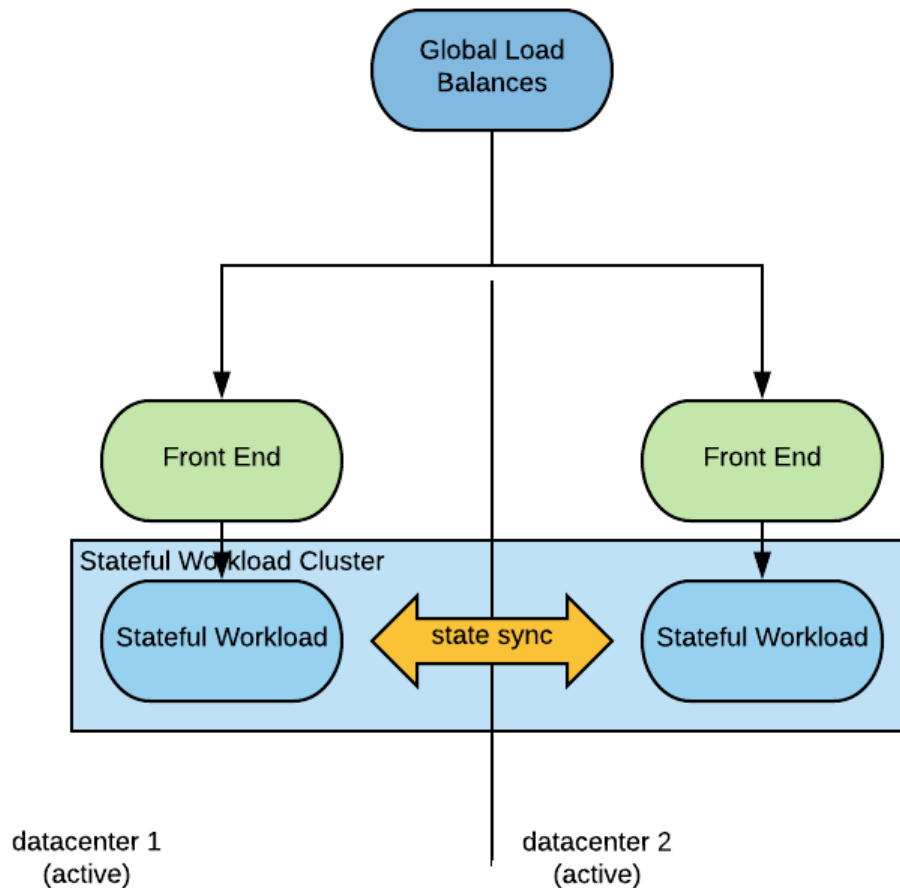 Global Load
Balances
Front End
Front End
Stateful Workload Cluster
Stateful Workload
state sync
Stateful Workload
datacenter 1
(active)
datacenter 2
(active)